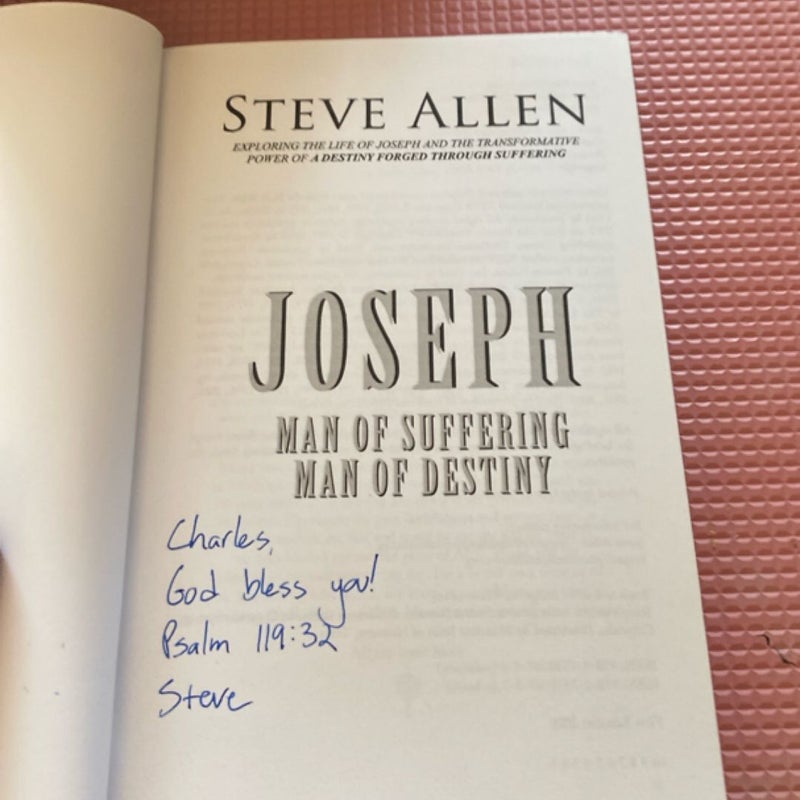 STEVE ALLEN
EXPLORING THE LIFE OF JOSEPH AND THE TRANSFORMATIVE
POWER OF A DESTINY FORGED THROUGH SUFFERING
JOSEPH
MAN OF SUFFERING
MAN OF DESTINY
Charles,
God bless you!
Psalm 119:32
Steve